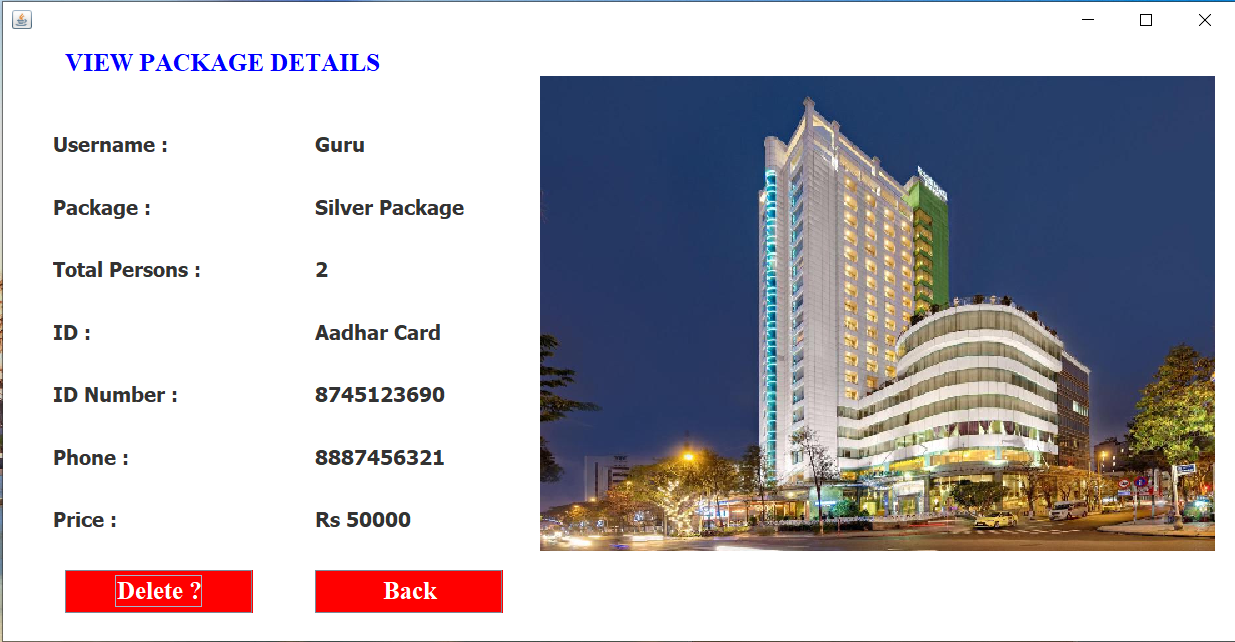 VIEW PACKAGE DETAILS
Username : Guru
Package : Silver Package
Total Persons : 2
ID : Aadhar Card
ID Number : 8745123690
Phone : 8887456321
Price : Rs 50000
Delete ? Back